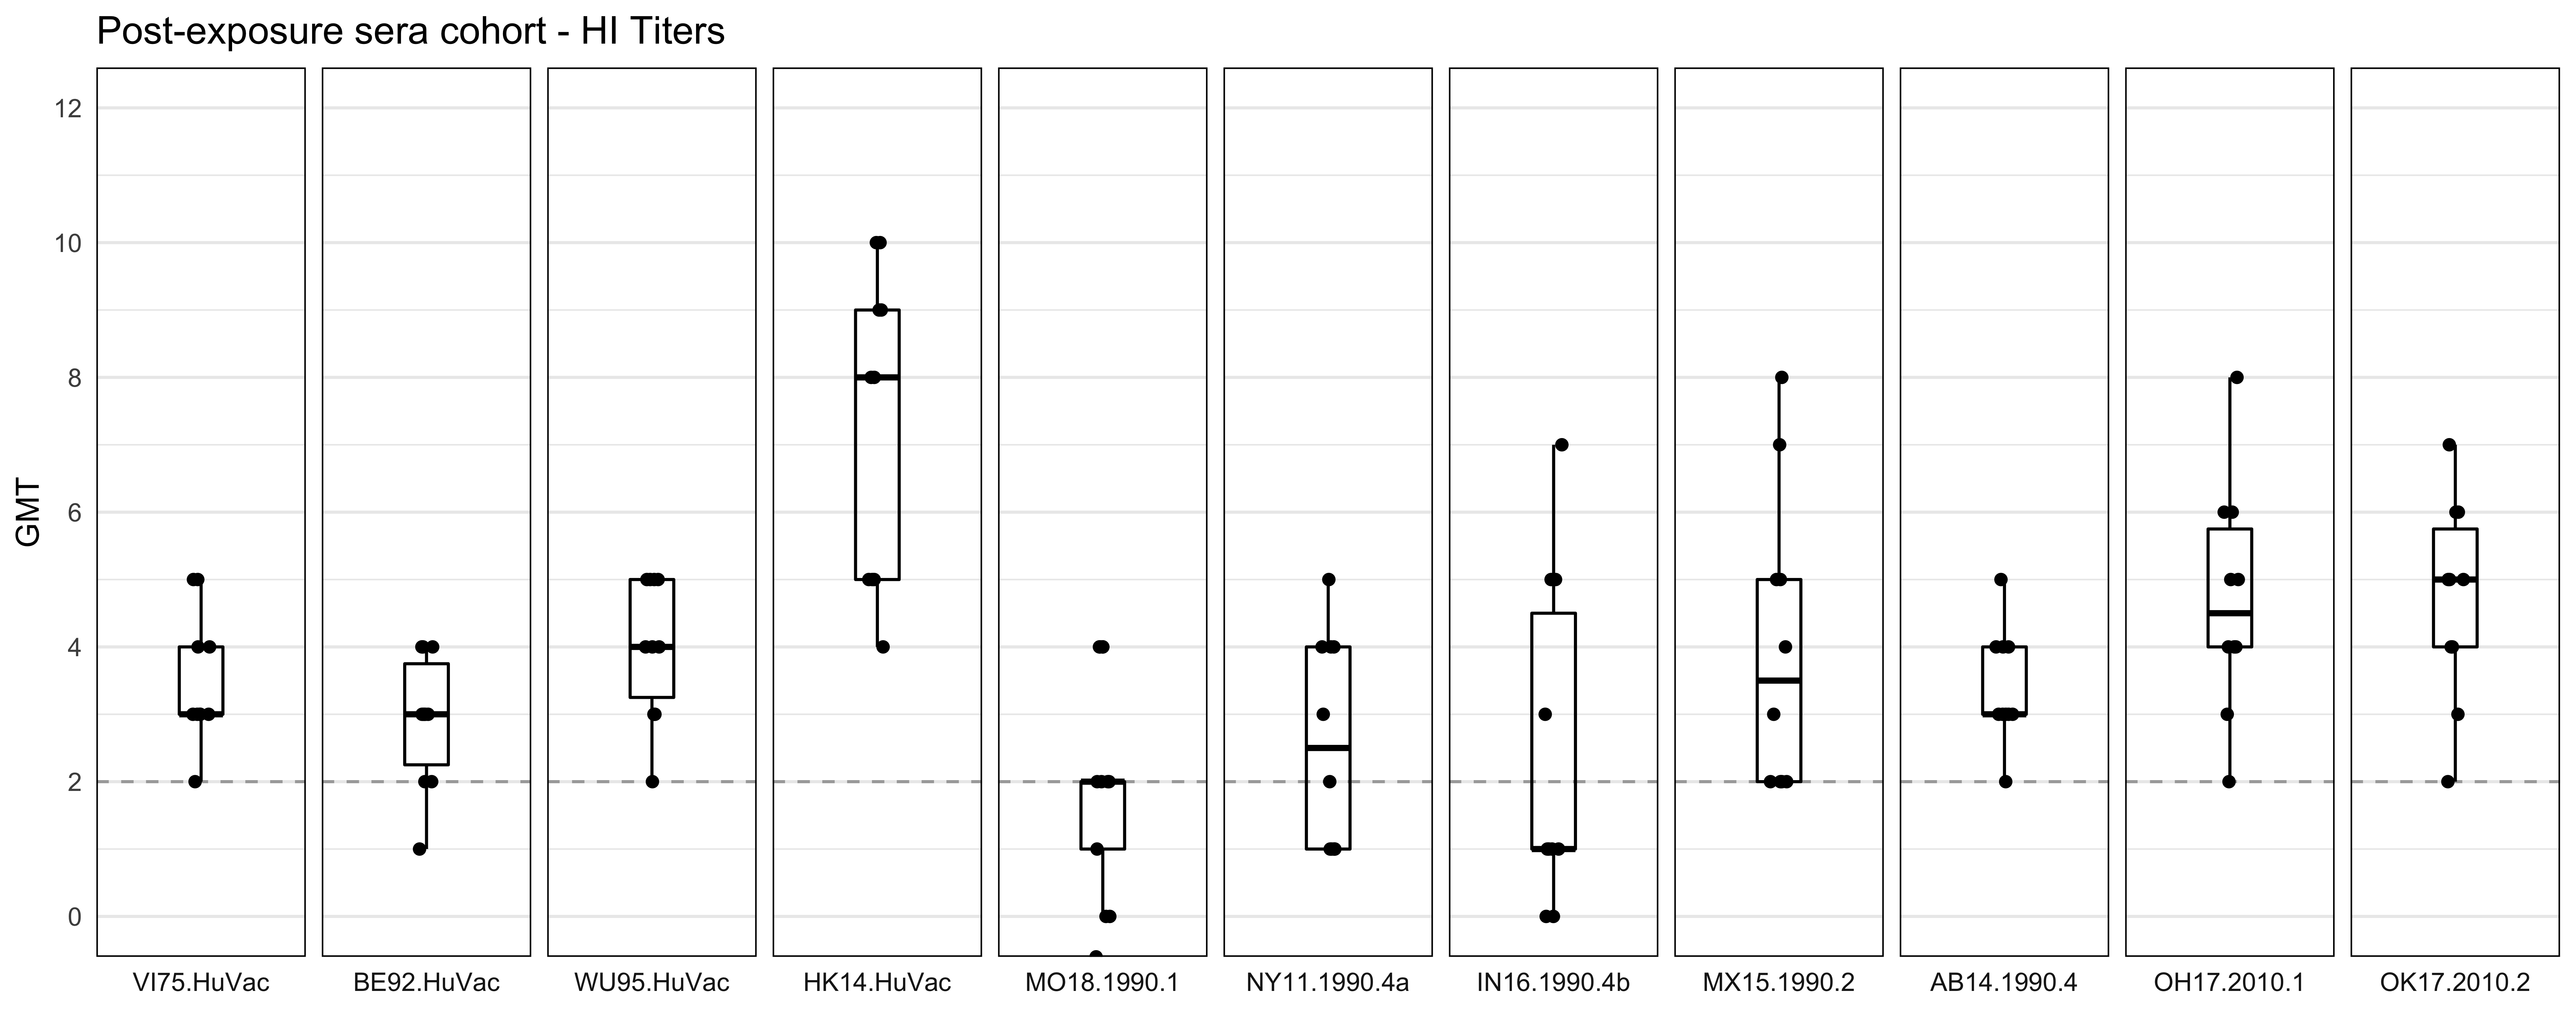 Post-exposure sera cohort - HI Titers
GMT
12
10
8
6
4
2
0
VI75.HuVac
BE92.HuVac
WU95.HuVac
HK14.HuVac
MO18.1990.1
NY11.1990.4a
IN16.1990.4b
MX15.1990.2
AB14.1990.4
OH17.2010.1
OK17.2010.2